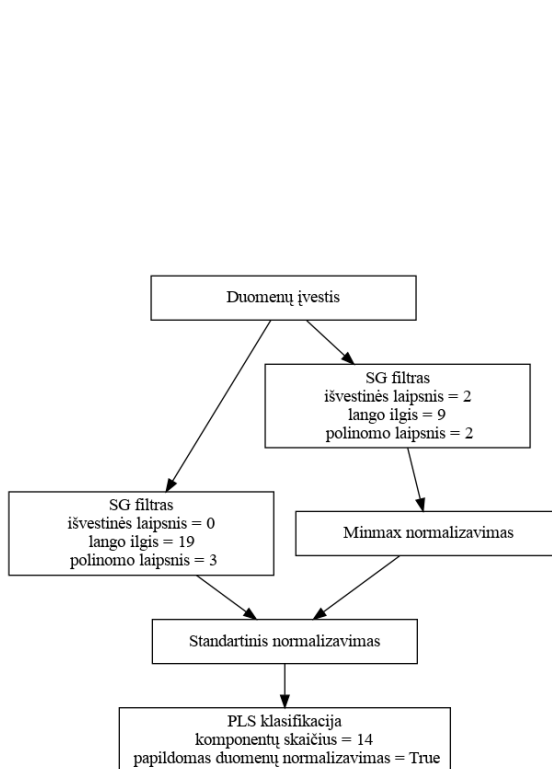 Duomenų įvestis
SG filtras
išvestinės laipsnis = 2
lango ilgis = 9
polinomo laipsnis = 2
SG filtras
išvestinės laipsnis = 0
lango ilgis = 19
polinomo laipsnis = 3
Minmax normalizavimas
Standartinis normalizavimas
PLS klasifikacija
komponentų skaičius = 14
papildomas duomenų normalizavimas = True